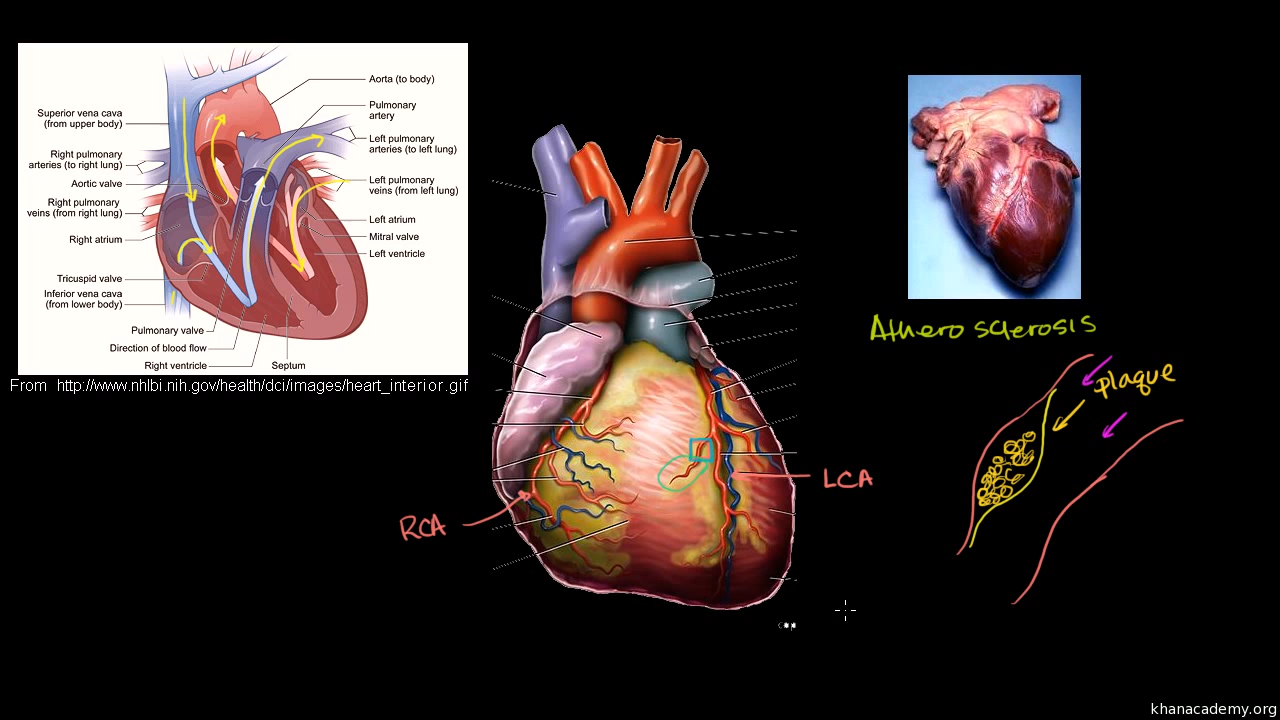 Aorta (to body)
Pulmonary
artery
Superior vena cava
(from upper body)
Left pulmonary
arteries (to left lung)
Right pulmonary
arteries (to right lung)
Aortic valve
Left pulmonary
veins (from left lung)
Right pulmonary
veins (from right lung)
Left atrium
Right atrium
Mitral valve
Left ventricle
Tricuspid valve
Inferior vena cava
(from lower body)
Pulmonary valve
Direction of blood flow
Right ventricle
Septum
From http://www.nhlbi.nih.gov/health/dci/images/heart_interior.gif
Atherosclerosis
plaque
LCA
RCA
khanacademy.org